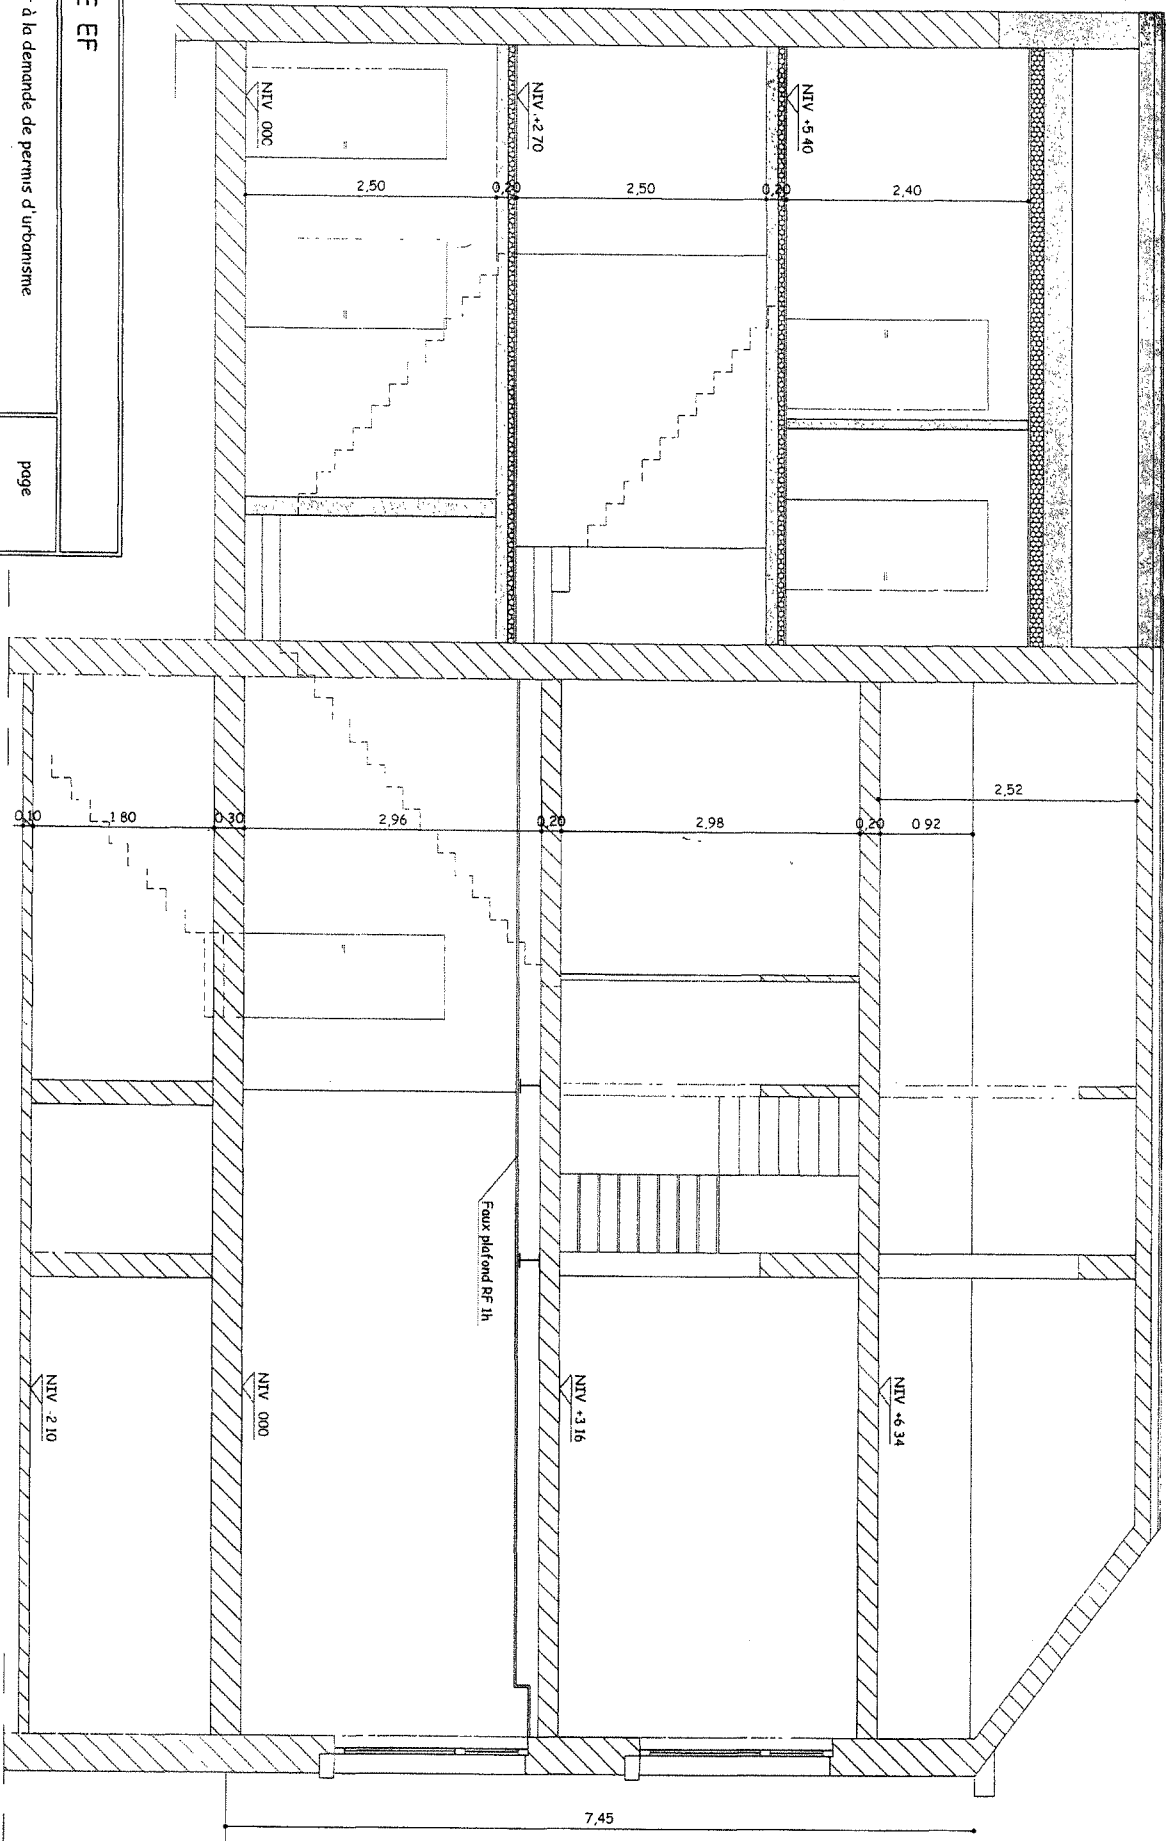 E EF
r à la demande de permis d'urbanisme
page
NIV 000
NIV +2 70
NIV +5 40
2,50
0,20
2,50
0,20
2,40
2,52
0,10
1 80
0,30
2,96
0,20
2,98
0,20
0 92
Faux plafond RF 1h
NIV -2 10
NIV 000
NIV +3 16
NIV +6 34
7,45